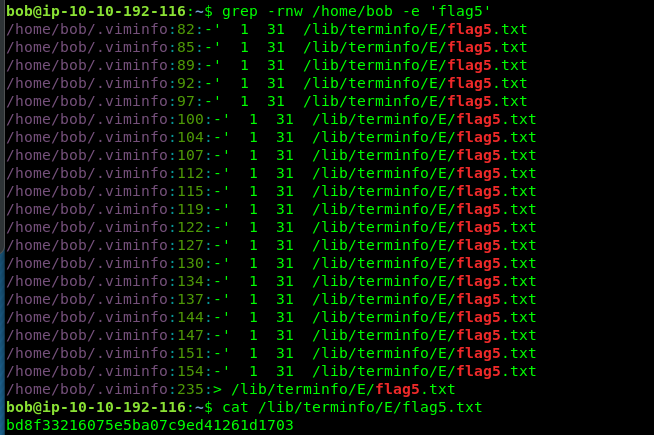 bob@ip-10-10-192-116:~$ grep -rnw /home/bob -e 'flag5'
/home/bob/.viminfo:82:-'  1  31  /lib/terminfo/E/flag5.txt
/home/bob/.viminfo:85:-'  1  31  /lib/terminfo/E/flag5.txt
/home/bob/.viminfo:89:-'  1  31  /lib/terminfo/E/flag5.txt
/home/bob/.viminfo:92:-'  1  31  /lib/terminfo/E/flag5.txt
/home/bob/.viminfo:97:-'  1  31  /lib/terminfo/E/flag5.txt
/home/bob/.viminfo:100:-'  1  31  /lib/terminfo/E/flag5.txt
/home/bob/.viminfo:104:-'  1  31  /lib/terminfo/E/flag5.txt
/home/bob/.viminfo:107:-'  1  31  /lib/terminfo/E/flag5.txt
/home/bob/.viminfo:112:-'  1  31  /lib/terminfo/E/flag5.txt
/home/bob/.viminfo:115:-'  1  31  /lib/terminfo/E/flag5.txt
/home/bob/.viminfo:119:-'  1  31  /lib/terminfo/E/flag5.txt
/home/bob/.viminfo:122:-'  1  31  /lib/terminfo/E/flag5.txt
/home/bob/.viminfo:127:-'  1  31  /lib/terminfo/E/flag5.txt
/home/bob/.viminfo:130:-'  1  31  /lib/terminfo/E/flag5.txt
/home/bob/.viminfo:134:-'  1  31  /lib/terminfo/E/flag5.txt
/home/bob/.viminfo:137:-'  1  31  /lib/terminfo/E/flag5.txt
/home/bob/.viminfo:144:-'  1  31  /lib/terminfo/E/flag5.txt
/home/bob/.viminfo:147:-'  1  31  /lib/terminfo/E/flag5.txt
/home/bob/.viminfo:151:-'  1  31  /lib/terminfo/E/flag5.txt
/home/bob/.viminfo:154:-'  1  31  /lib/terminfo/E/flag5.txt
/home/bob/.viminfo:235:> /lib/terminfo/E/flag5.txt
bob@ip-10-10-192-116:~$ cat /lib/terminfo/E/flag5.txt
bd8f33216075e5ba07c9ed41261d1703